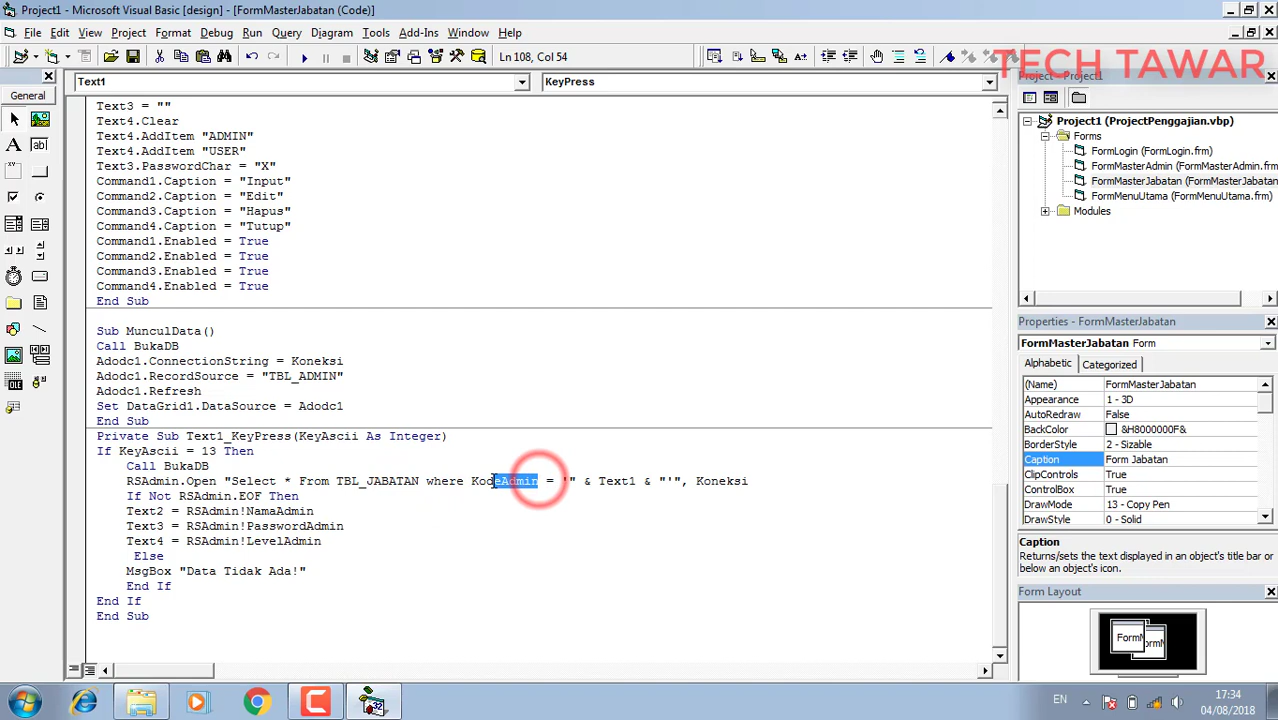 Project1 - Microsoft Visual Basic [design] - [FormMasterJabatan (Code)]
File Edit View Project Format Debug Run Query Diagram Tools Add-Ins Window Help
Ln 108, Col 54
TECH TAWAR
General
Text1
KeyPress
Text3 = ""
Text4.Clear
Text4.AddItem "ADMIN"
Text4.AddItem "USER"
Text3.PasswordChar = "X"
Command1.Caption = "Input"
Command2.Caption = "Edit"
Command3.Caption = "Hapus"
Command4.Caption = "Tutup"
Command1.Enabled = True
Command2.Enabled = True
Command3.Enabled = True
Command4.Enabled = True
End Sub
Sub MunculData()
Call BukaDB
Adodc1.ConnectionString = Koneksi
Adodc1.RecordSource = "TBL_ADMIN"
Adodc1.Refresh
Set DataGrid1.DataSource = Adodc1
End Sub
Private Sub Text1_KeyPress(KeyAscii As Integer)
If KeyAscii = 13 Then
Call BukaDB
RSAdmin.Open "Select * From TBL_JABATAN where KodeAdmin = '" & Text1 & "'", Koneksi
If Not RSAdmin.EOF Then
Text2 = RSAdmin!NamaAdmin
Text3 = RSAdmin!PasswordAdmin
Text4 = RSAdmin!LevelAdmin
Else
MsgBox "Data Tidak Ada!"
End If
End If
End Sub
Project - Project1
Project1 (ProjectPenggajian.vbp)
Forms
FormLogin (FormLogin.frm)
FormMasterAdmin (FormMasterAdmin.frm)
FormMasterJabatan (FormMasterJabatan
FormMenuUtama (FormMenuUtama.frm)
Modules
Properties - FormMasterJabatan
FormMasterJabatan Form
Alphabetic Categorized
(Name) FormMasterJabatan
Appearance 1 - 3D
AutoRedraw False
BackColor &H8000000F&
BorderStyle 2 - Sizable
Caption Form Jabatan
ClipControls True
ControlBox True
DrawMode 13 - Copy Pen
DrawStyle 0 - Solid
Caption
Returns/sets the text displayed in an object's title bar or below an object's icon.
Form Layout
EN
17:34
04/08/2018